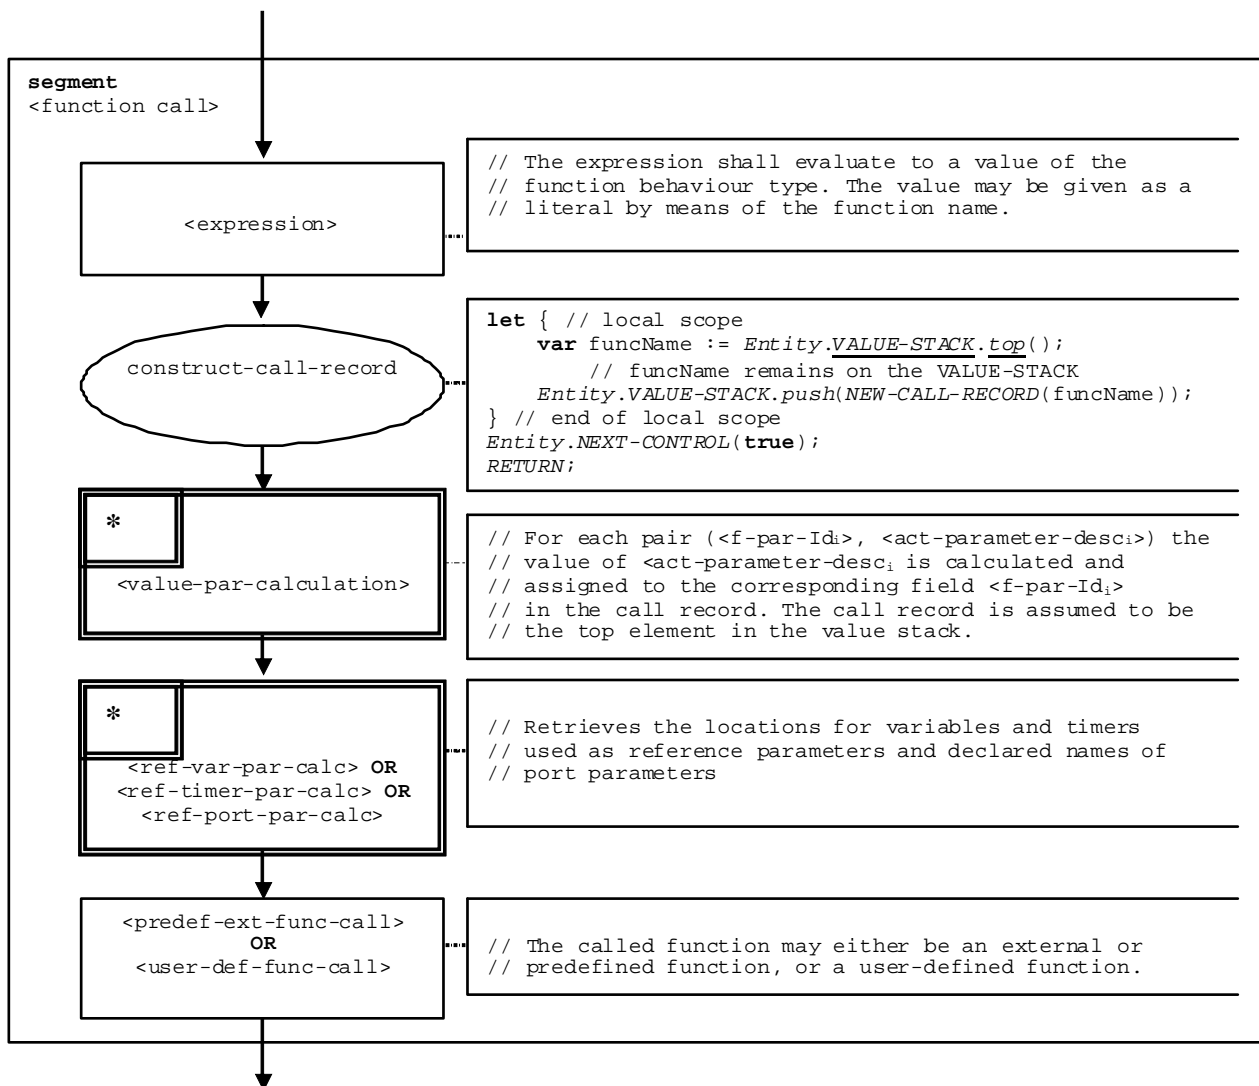 segment
<function call>
<expression>
// The expression shall evaluate to a value of the
// function behaviour type. The value may be given as a
// literal by means of the function name.
construct-call-record
let { // local scope
var funcName := Entity.VALUE-STACK.top();
// funcName remains on the VALUE-STACK
Entity.VALUE-STACK.push(NEW-CALL-RECORD(funcName));
} // end of local scope
Entity.NEXT-CONTROL(true);
RETURN;
*
<value-par-calculation>
// For each pair (<f-par-Idᵢ>, <act-parameter-descᵢ>) the
// value of <act-parameter-descᵢ is calculated and
// assigned to the corresponding field <f-par-Idᵢ>
// in the call record. The call record is assumed to be
// the top element in the value stack.
*
<ref-var-par-calc> OR
<ref-timer-par-calc> OR
<ref-port-par-calc>
// Retrieves the locations for variables and timers
// used as reference parameters and declared names of
// port parameters
<predef-ext-func-call>
OR
<user-def-func-call>
// The called function may either be an external or
// predefined function, or a user-defined function.